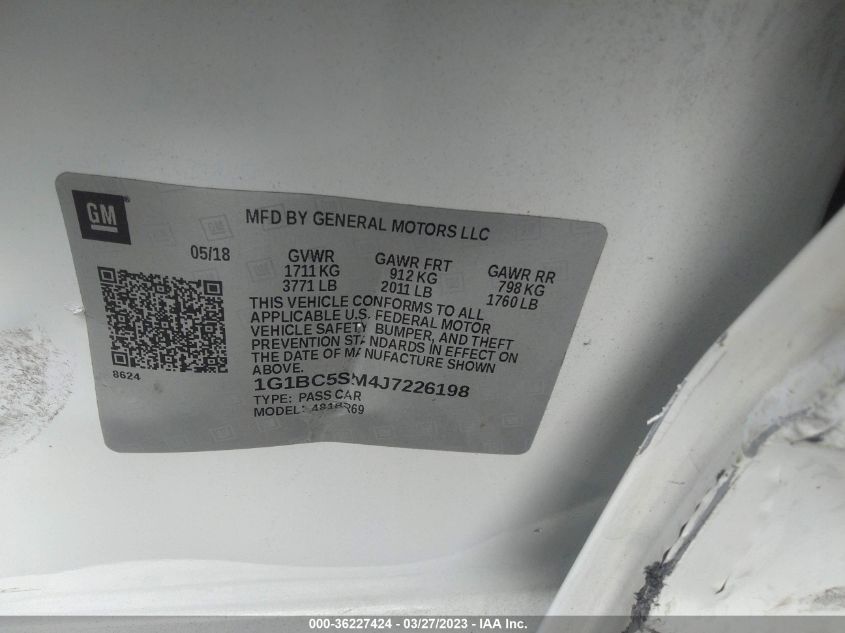 GM
MFD BY GENERAL MOTORS LLC
05/18 GVWR GAWR FRT GAWR RR
1711 KG 912 KG 798 KG
3771 LB 2011 LB 1760 LB
THIS VEHICLE CONFORMS TO ALL
APPLICABLE U.S. FEDERAL MOTOR
VEHICLE SAFETY BUMPER, AND THEFT
PREVENTION STANDARDS IN EFFECT ON
THE DATE OF MANUFACTURE SHOWN
ABOVE.
8624
1G1BC5SM4J7226198
TYPE: PASS CAR
MODEL:
000-36227424 – 03/27/2023 – IAA Inc.